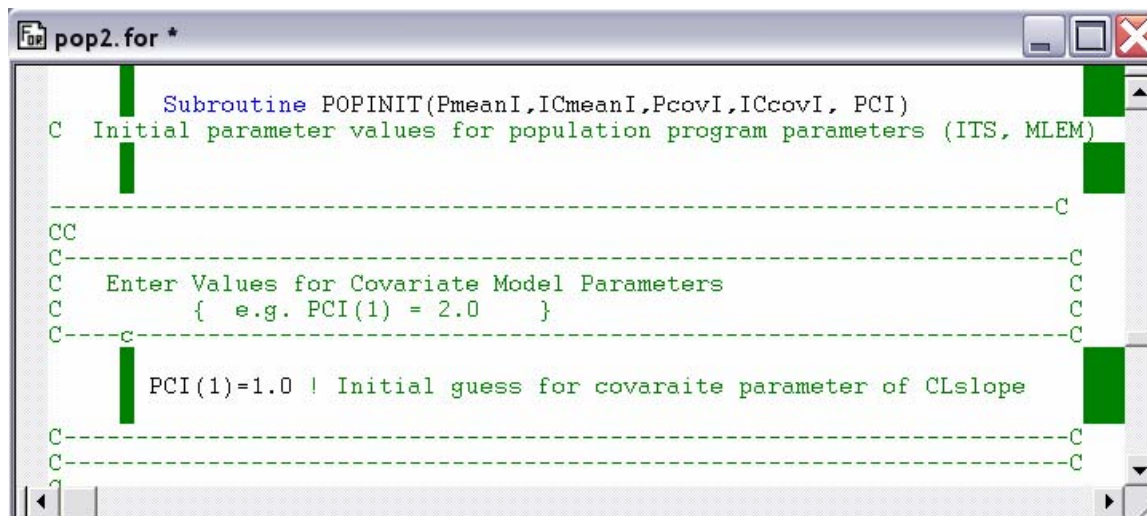 pop2.for *
Subroutine POPINIT(PmeanI,ICmeanI,PcovI,ICcovI, PCI)
C  Initial parameter values for population program parameters (ITS, MLEM)
----------------------------------------------------------------------C
CC
C----------------------------------------------------------------------C
C   Enter Values for Covariate Model Parameters                        C
C         {  e.g. PCI(1) = 2.0    }                                    C
C----c-----------------------------------------------------------------C
PCI(1)=1.0 ! Initial guess for covaraite parameter of CLslope
C----------------------------------------------------------------------C
C----------------------------------------------------------------------C
C